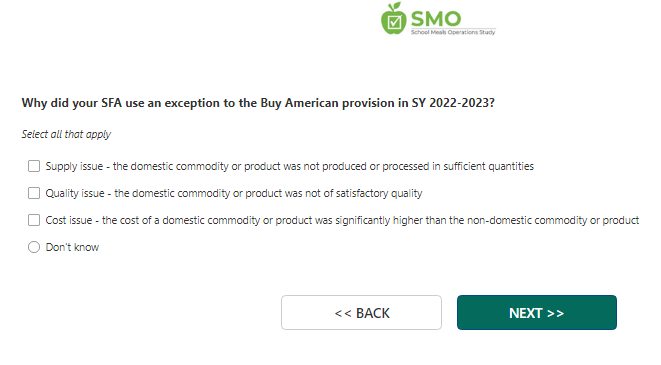 SMO
School Meals Operations Study
Why did your SFA use an exception to the Buy American provision in SY 2022-2023?
Select all that apply
Supply issue - the domestic commodity or product was not produced or processed in sufficient quantities
Quality issue - the domestic commodity or product was not of satisfactory quality
Cost issue - the cost of a domestic commodity or product was significantly higher than the non-domestic commodity or product
Don't know
<< BACK
NEXT >>